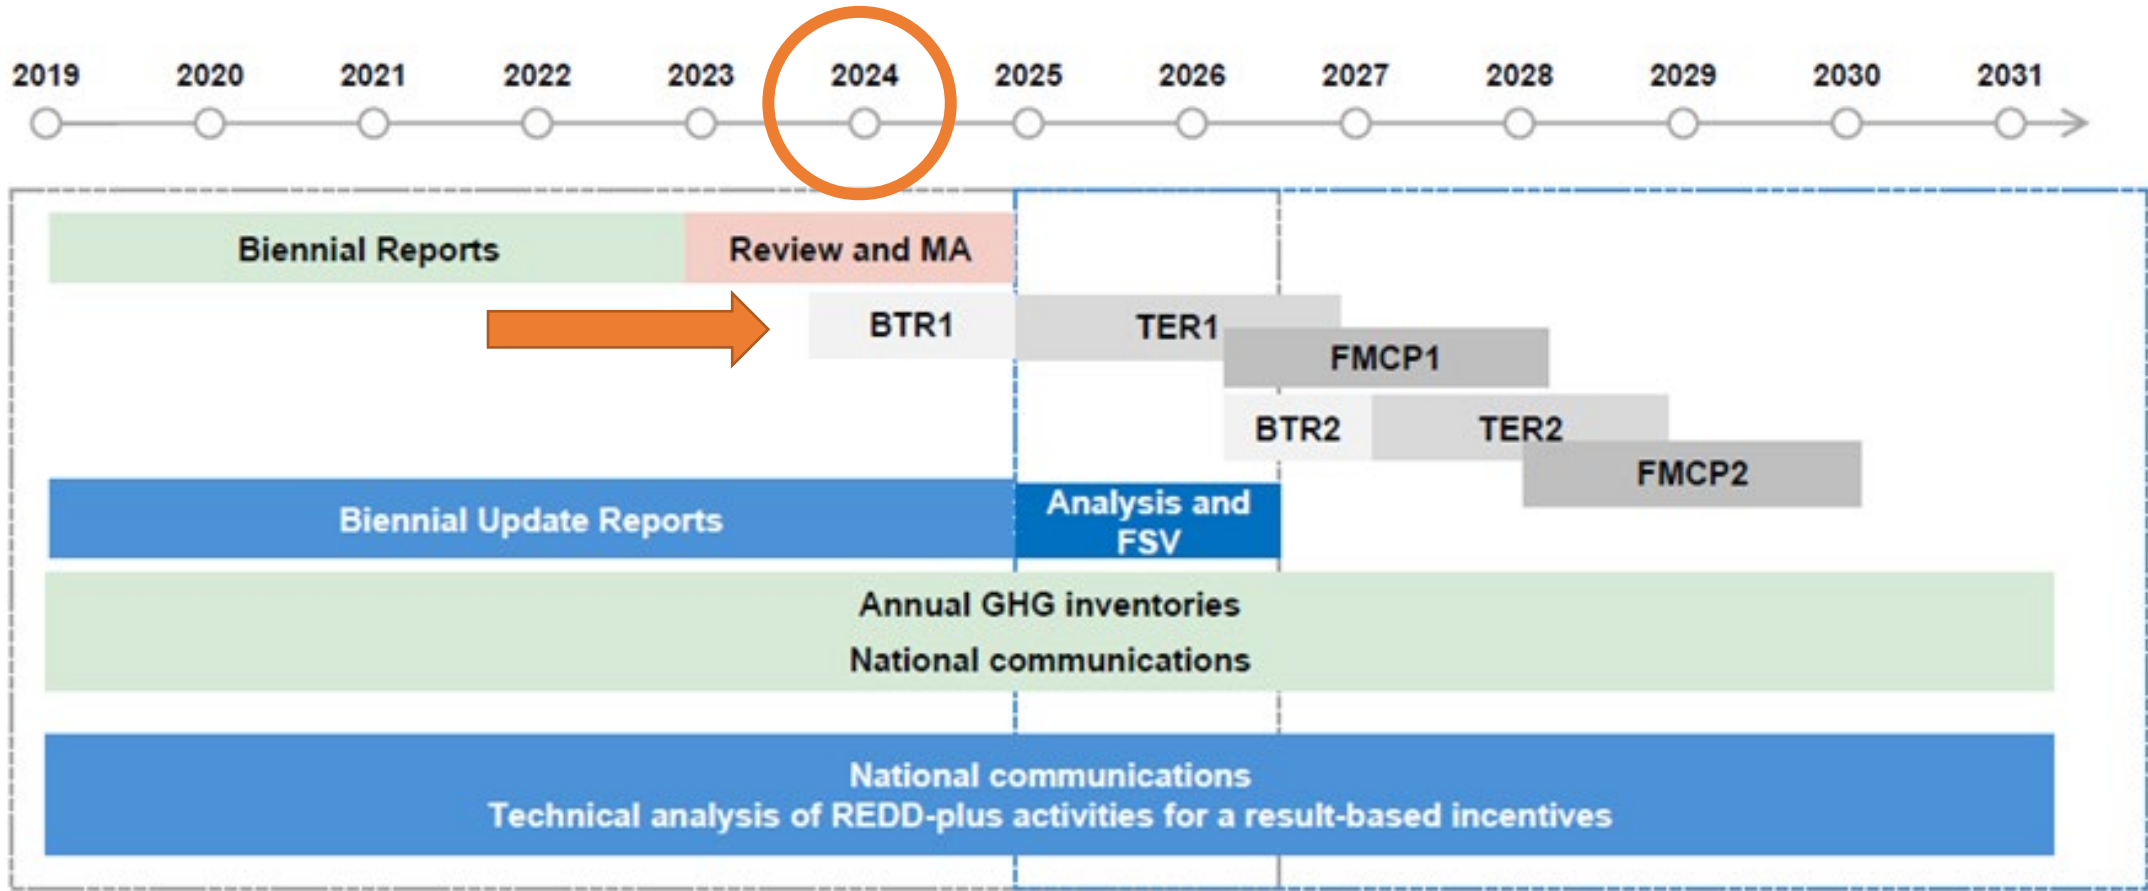 2019 2020 2021 2022 2023 2024 2025 2026 2027 2028 2029 2030 2031
Biennial Reports
Review and MA
BTR1
TER1
FMCP1
BTR2
TER2
FMCP2
Biennial Update Reports
Analysis and
FSV
Annual GHG inventories
National communications
National communications
Technical analysis of REDD-plus activities for a result-based incentives